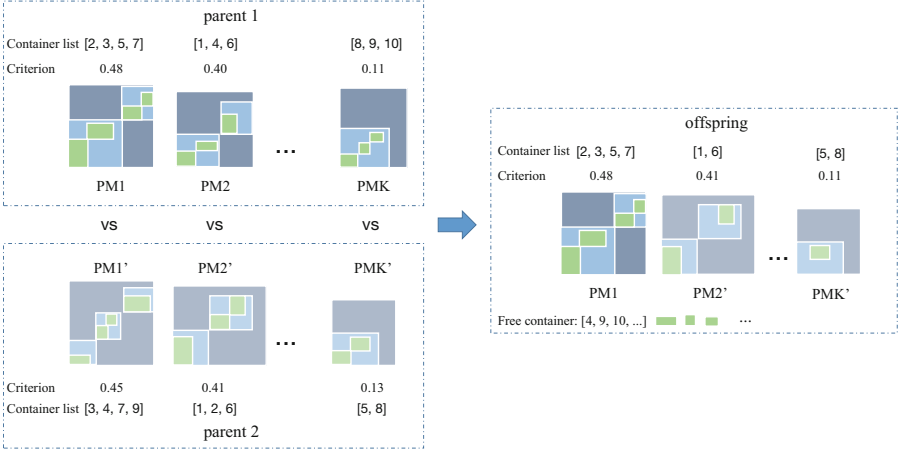 parent 1
Container list [2, 3, 5, 7] [1, 4, 6] [8, 9, 10]
Criterion 0.48 0.40 0.11
...
PM1 PM2 PMK
vs vs vs
PM1’ PM2’ PMK’
...
Criterion 0.45 0.41 0.13
Container list [3, 4, 7, 9] [1, 2, 6] [5, 8]
parent 2
offspring
Container list [2, 3, 5, 7] [1, 6] [5, 8]
Criterion 0.48 0.41 0.11
...
PM1 PM2’ PMK’
Free container: [4, 9, 10, ...] ...